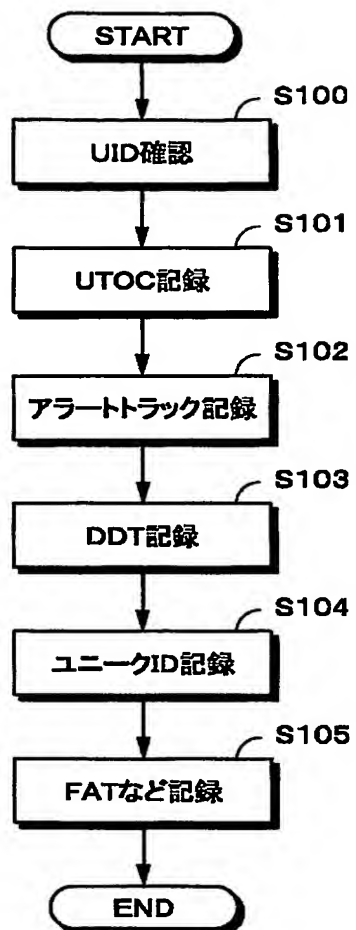 START
S100
UID確認
S101
UTOC記録
S102
アラートトラック記録
S103
DDT記録
S104
ユニークID記録
S105
FATなど記録
END